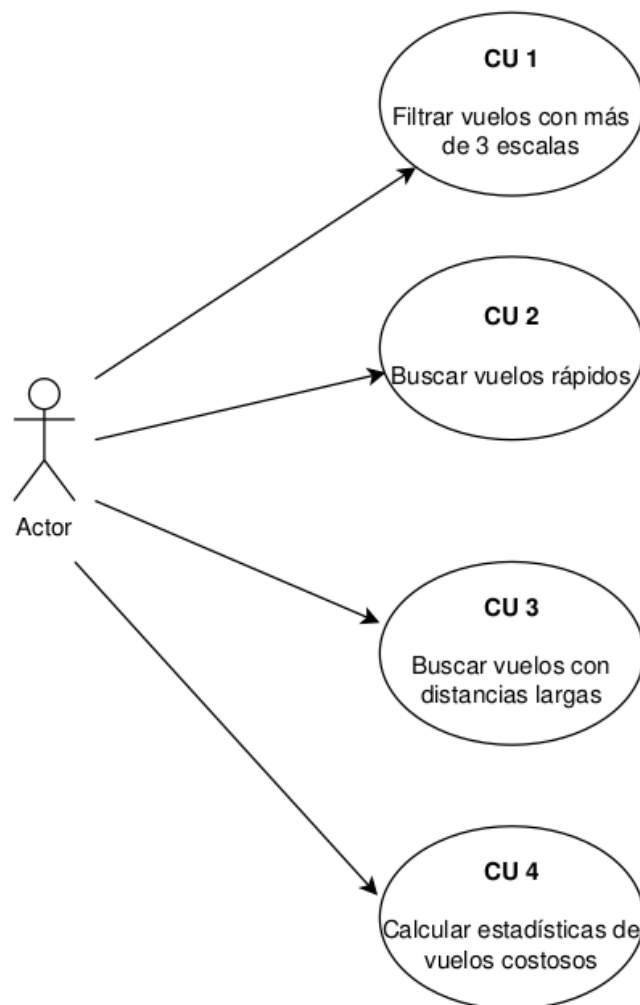 CU 1
Filtrar vuelos con más
de 3 escalas
CU 2
Buscar vuelos rápidos
Actor
CU 3
Buscar vuelos con
distancias largas
CU 4
Calcular estadísticas de
vuelos costosos